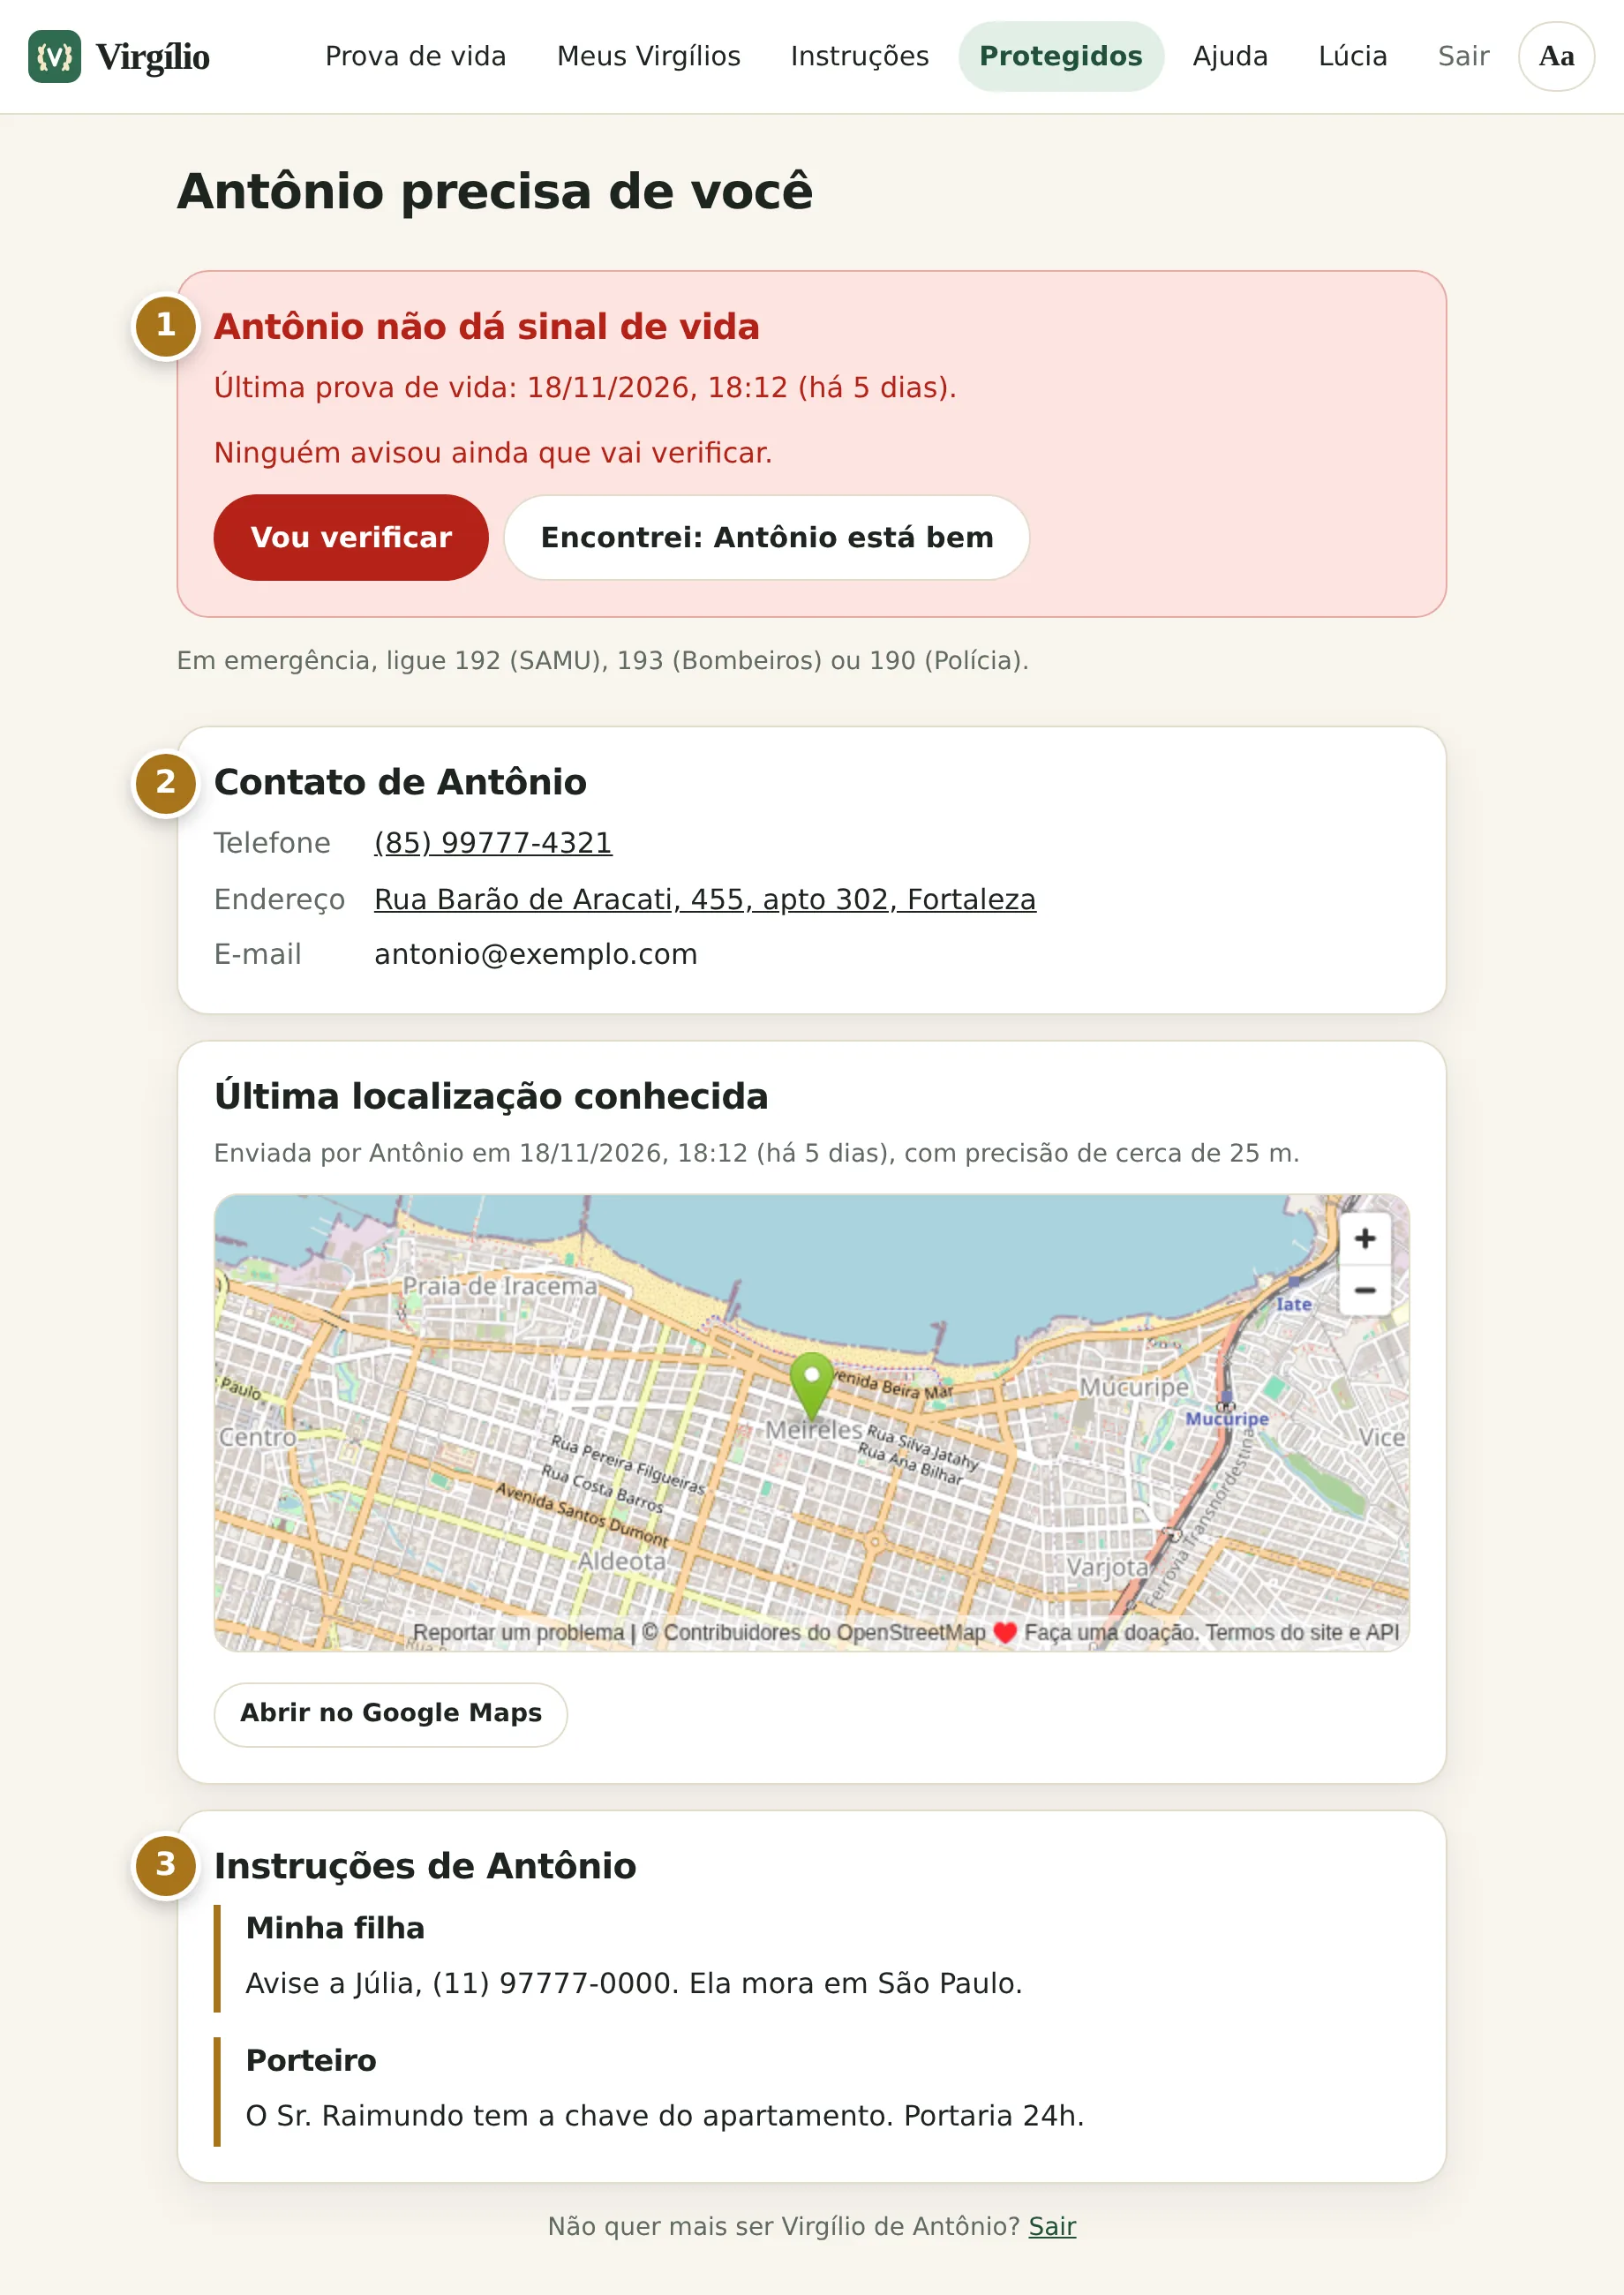 Virgílio
Prova de vida
Meus Virgílios
Instruções
Protegidos
Ajuda
Lúcia
Sair
Aa
Antônio precisa de você
1
Antônio não dá sinal de vida
Última prova de vida: 18/11/2026, 18:12 (há 5 dias).
Ninguém avisou ainda que vai verificar.
Vou verificar
Encontrei: Antônio está bem
Em emergência, ligue 192 (SAMU), 193 (Bombeiros) ou 190 (Polícia).
2
Contato de Antônio
Telefone (85) 99777-4321
Endereço Rua Barão de Aracati, 455, apto 302, Fortaleza
E-mail antonio@exemplo.com
Última localização conhecida
Enviada por Antônio em 18/11/2026, 18:12 (há 5 dias), com precisão de cerca de 25 m.
+
−
Praia de Iracema
Iate
Paulo
Centro
venida Beira Mar
Meireles
Mucuripe
Mucuripe
Vice
Rua Silva Jatahy
Rua Ana Bilhar
Rua Pereira Filgueiras
Rua Costa Barros
Avenida Santos Dumont
Aldeota
Varjota
Ferrovia Transnordestina
Reportar um problema | © Contribuidores do OpenStreetMap ❤️ Faça uma doação. Termos do site e API
Abrir no Google Maps
3
Instruções de Antônio
Minha filha
Avise a Júlia, (11) 97777-0000. Ela mora em São Paulo.
Porteiro
O Sr. Raimundo tem a chave do apartamento. Portaria 24h.
Não quer mais ser Virgílio de Antônio? Sair